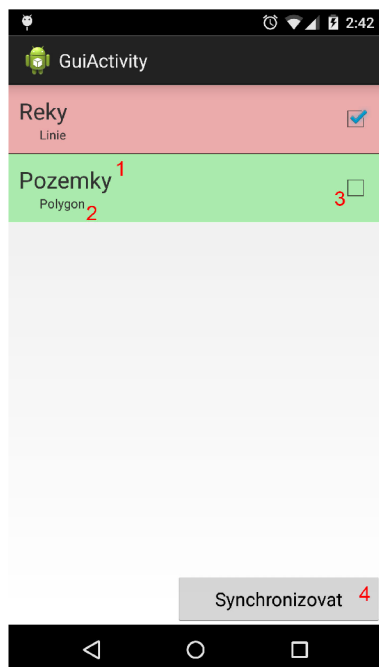 2:42
GuiActivity
Reky
Linie
Pozemky 1
Polygon 2
3
Synchronizovat 4